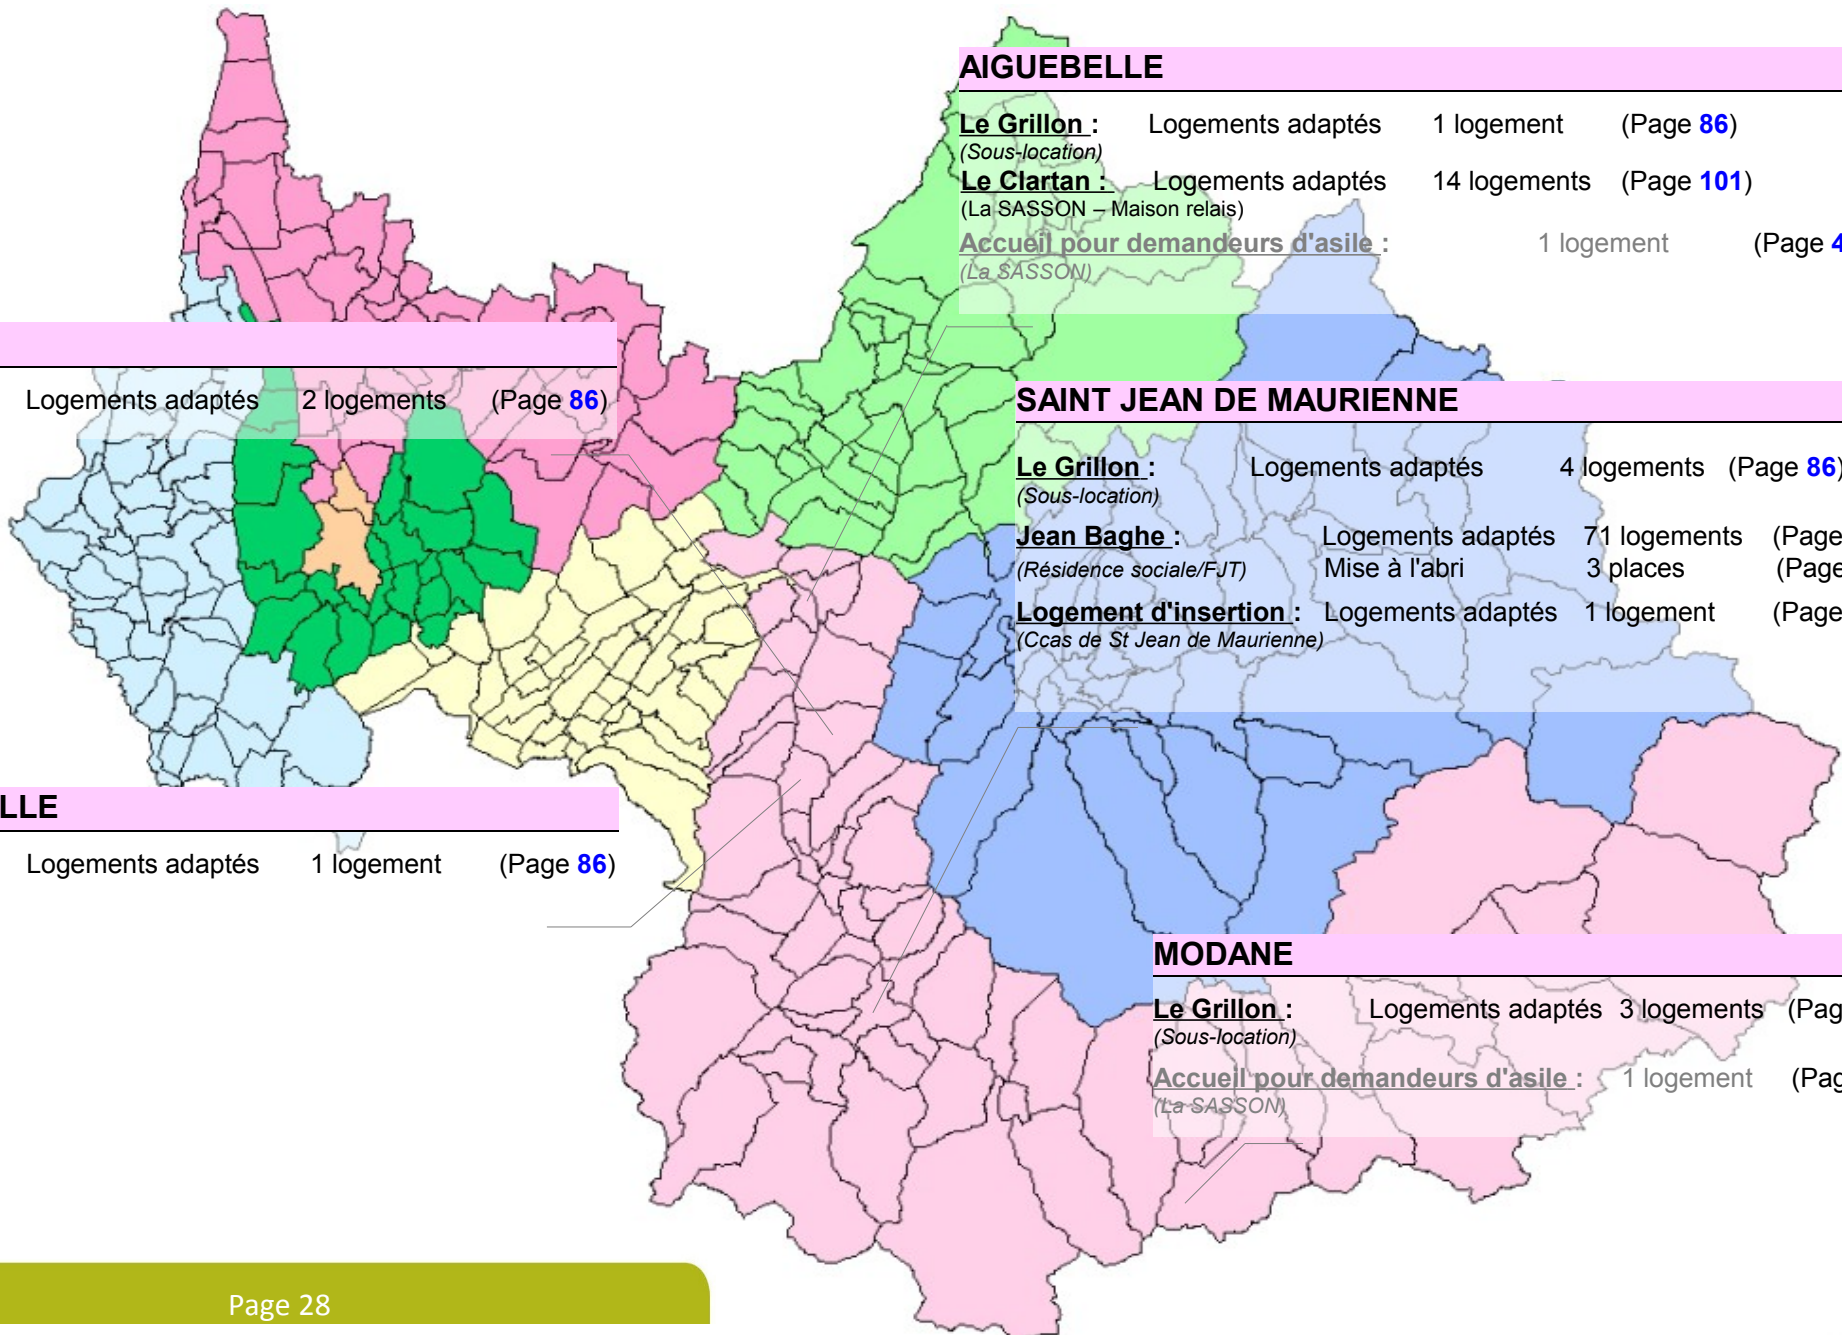 AIGUEBELLE
Le Grillon : Logements adaptés 1 logement (Page 86)
(Sous-location)
Le Clartan : Logements adaptés 14 logements (Page 101)
(La SASSON – Maison relais)
Accueil pour demandeurs d'asile : 1 logement (Page 4
(La SASSON)
Logements adaptés 2 logements (Page 86)
SAINT JEAN DE MAURIENNE
Le Grillon : Logements adaptés 4 logements (Page 86)
(Sous-location)
Jean Baghe : Logements adaptés 71 logements (Page
(Résidence sociale/FJT) Mise à l'abri 3 places (Page
Logement d'insertion : Logements adaptés 1 logement (Page
(Ccas de St Jean de Maurienne)
LLE
Logements adaptés 1 logement (Page 86)
MODANE
Le Grillon : Logements adaptés 3 logements (Pag
(Sous-location)
Accueil pour demandeurs d'asile : 1 logement (Pag
(La SASSON)
Page 28